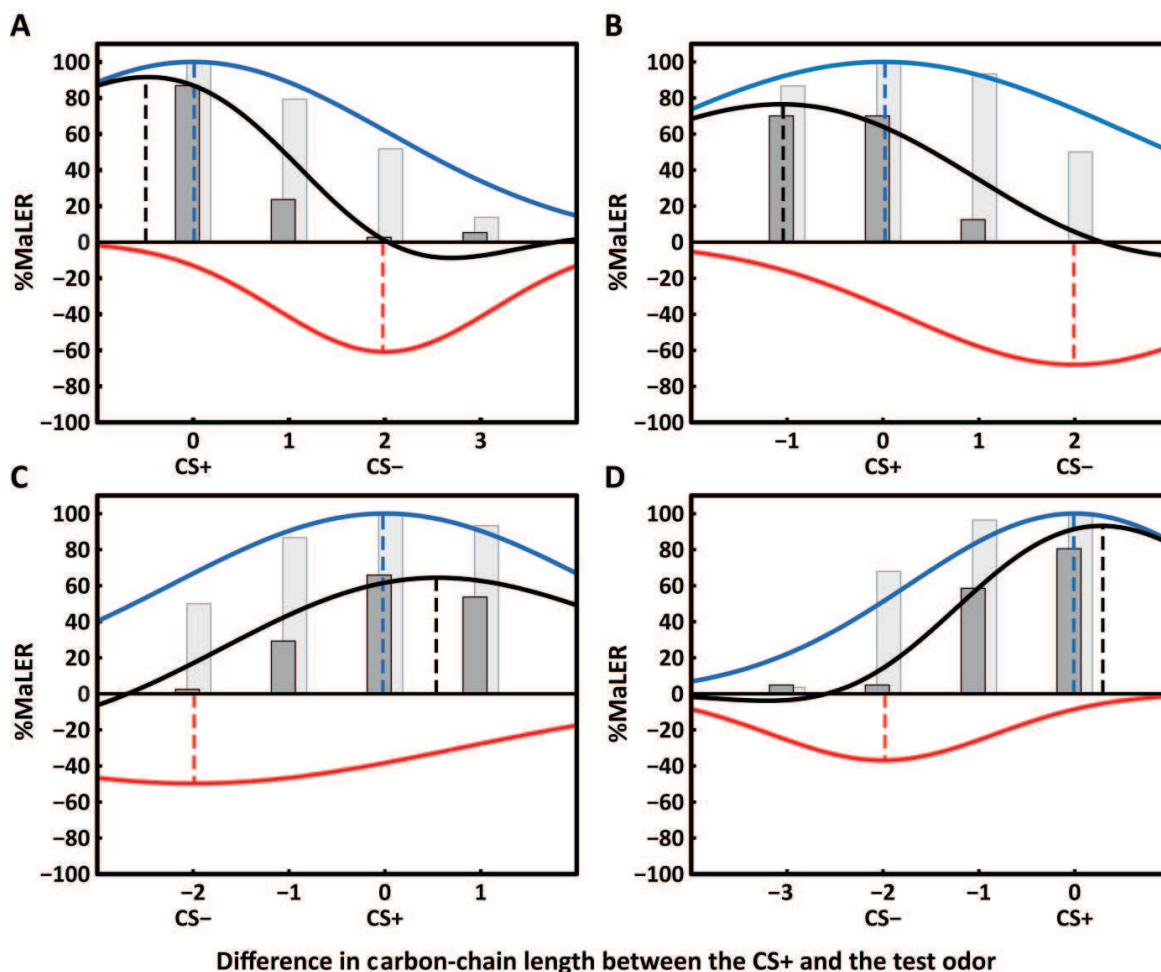 A
%MaLER
100
80
60
40
20
0
−20
−40
−60
−80
−100
0 1 2 3
CS+ CS−
B
%MaLER
100
80
60
40
20
0
−20
−40
−60
−80
−100
−1 0 1 2
CS+ CS−
C
%MaLER
100
80
60
40
20
0
−20
−40
−60
−80
−100
−2 −1 0 1
CS− CS+
D
%MaLER
100
80
60
40
20
0
−20
−40
−60
−80
−100
−3 −2 −1 0
CS− CS+
Difference in carbon-chain length between the CS+ and the test odor